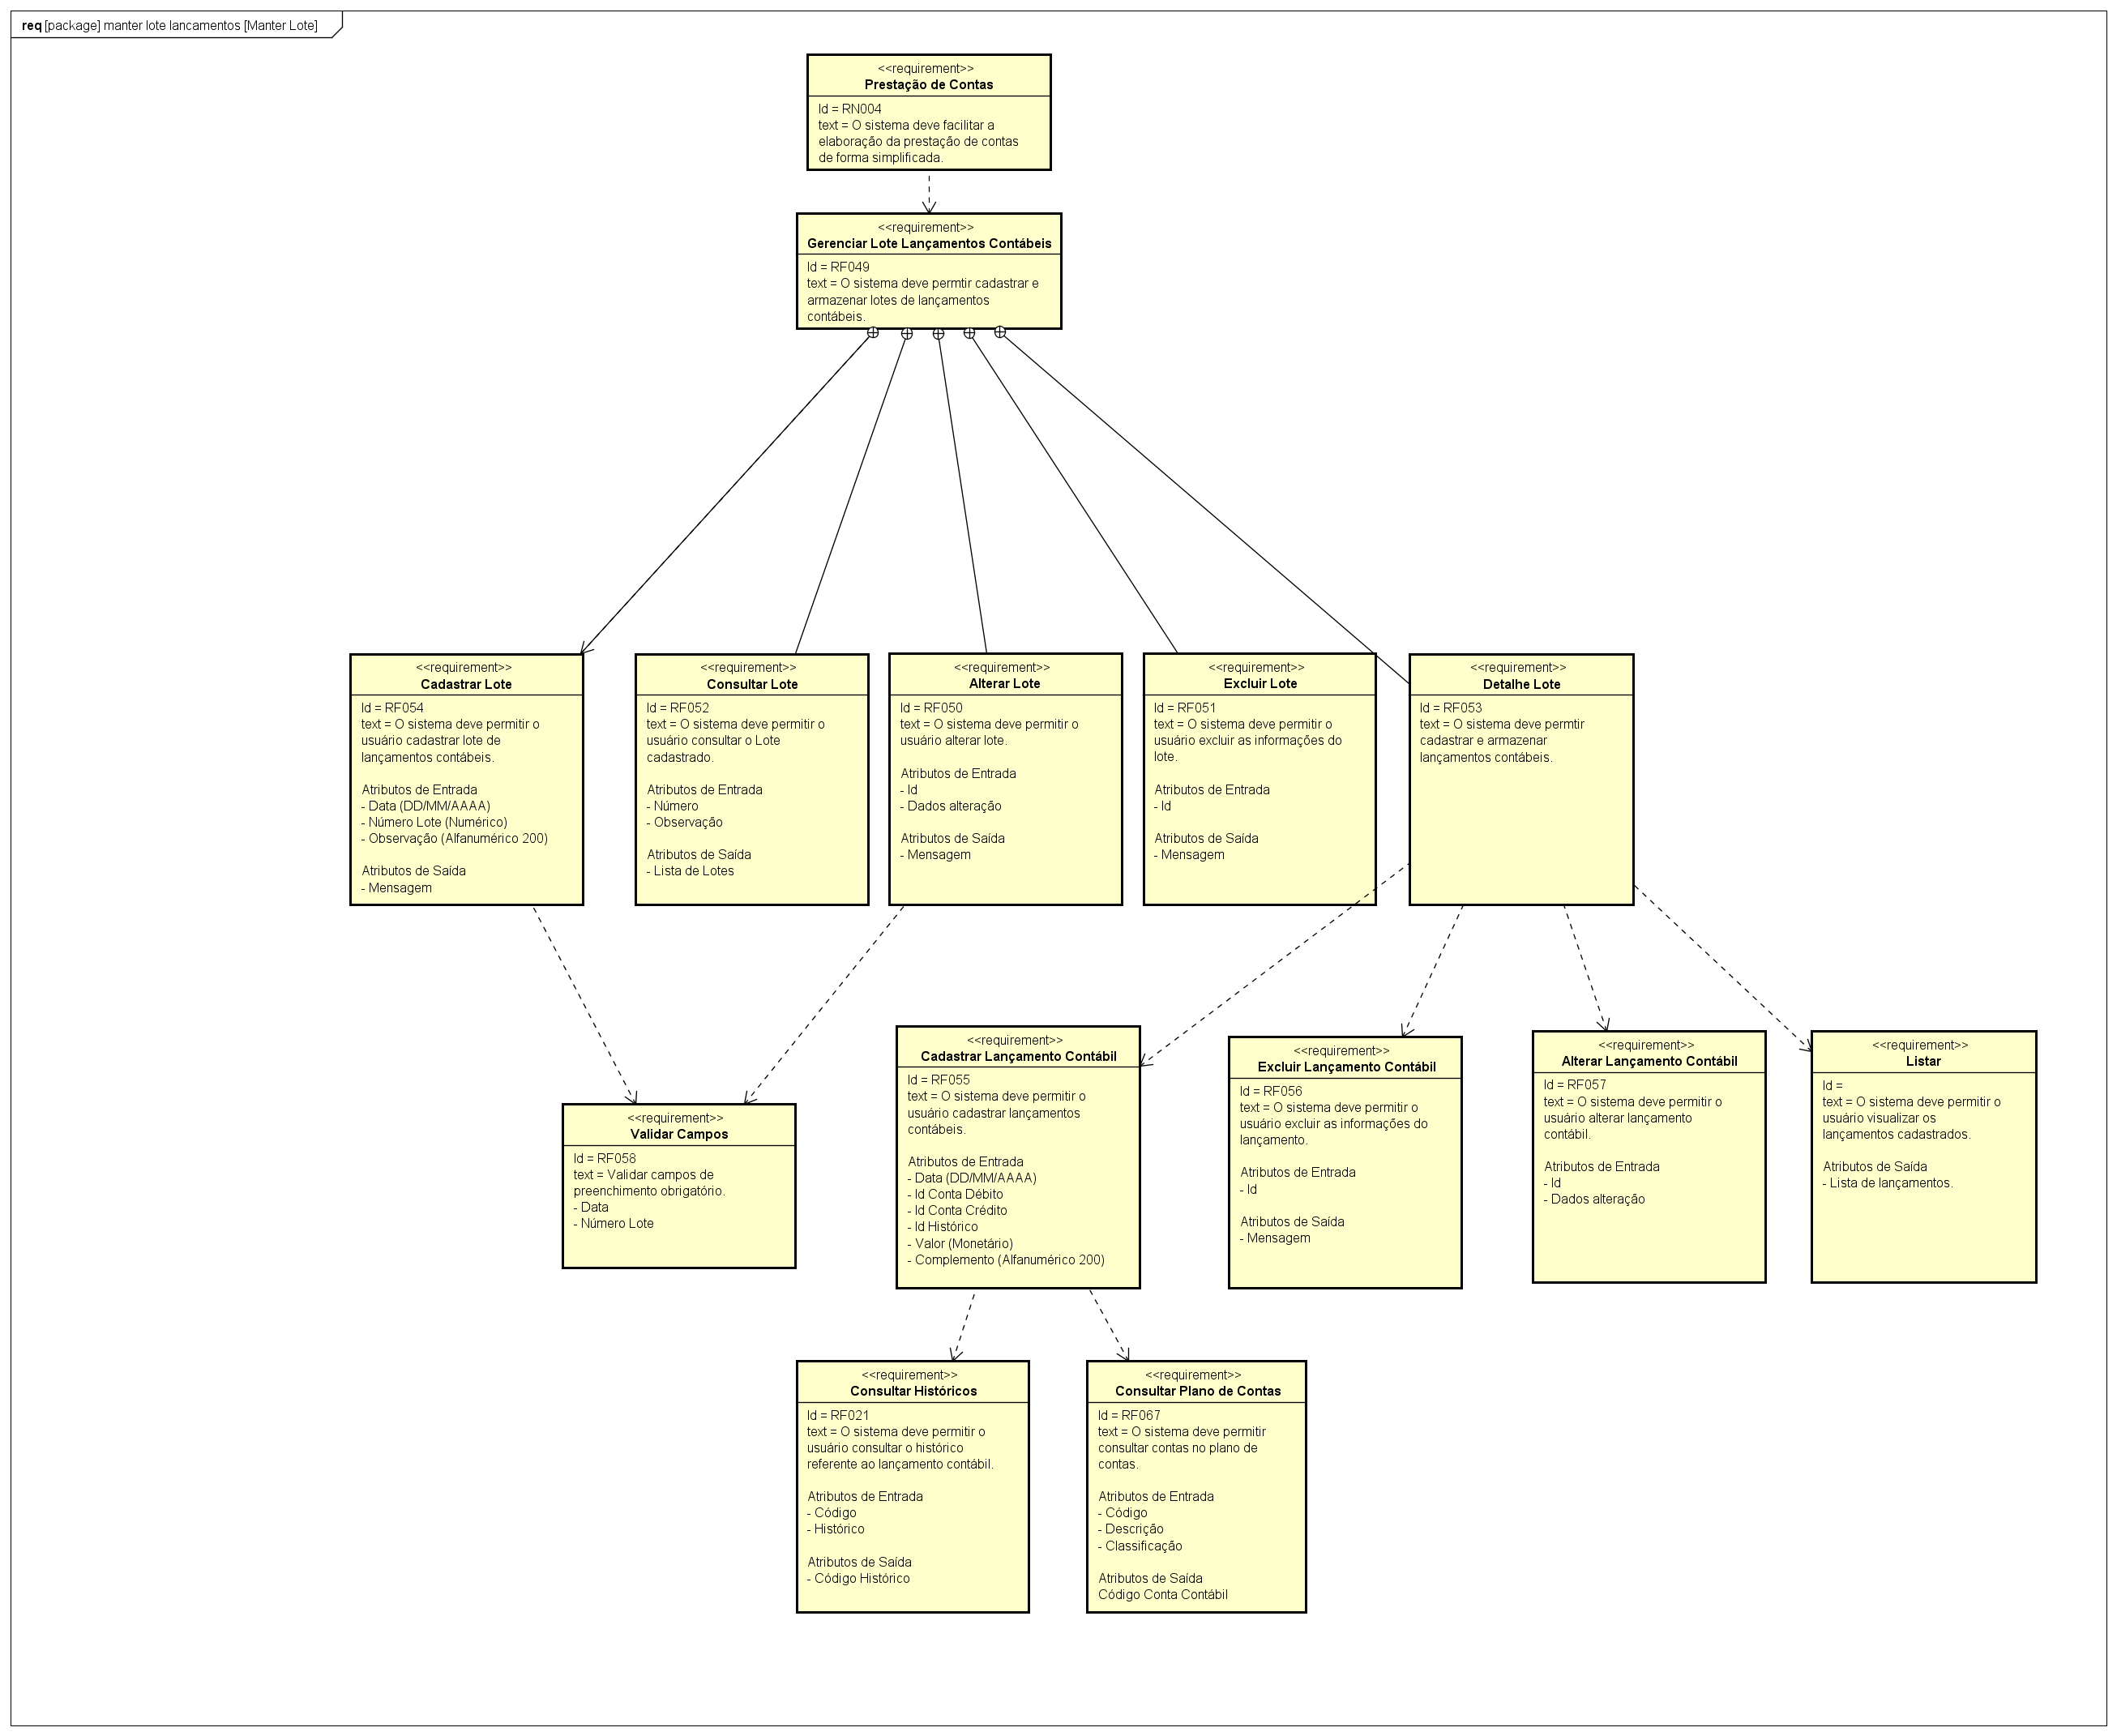 req [package] manter lote lancamentos [Manter Lote]
<<requirement>>
Prestação de Contas
Id = RN004
text = O sistema deve facilitar a
elaboração da prestação de contas
de forma simplificada.
<<requirement>>
Gerenciar Lote Lançamentos Contábeis
Id = RF049
text = O sistema deve permtir cadastrar e
armazenar lotes de lançamentos
contábeis.
<<requirement>>
Cadastrar Lote
Id = RF054
text = O sistema deve permitir o
usuário cadastrar lote de
lançamentos contábeis.
Atributos de Entrada
- Data (DD/MM/AAAA)
- Número Lote (Numérico)
- Observação (Alfanumérico 200)
Atributos de Saída
- Mensagem
<<requirement>>
Consultar Lote
Id = RF052
text = O sistema deve permitir o
usuário consultar o Lote
cadastrado.
Atributos de Entrada
- Número
- Observação
Atributos de Saída
- Lista de Lotes
<<requirement>>
Alterar Lote
Id = RF050
text = O sistema deve permitir o
usuário alterar lote.
Atributos de Entrada
- Id
- Dados alteração
Atributos de Saída
- Mensagem
<<requirement>>
Excluir Lote
Id = RF051
text = O sistema deve permitir o
usuário excluir as informações do
lote.
Atributos de Entrada
- Id
Atributos de Saída
- Mensagem
<<requirement>>
Detalhe Lote
Id = RF053
text = O sistema deve permtir
cadastrar e armazenar
lançamentos contábeis.
<<requirement>>
Validar Campos
Id = RF058
text = Validar campos de
preenchimento obrigatório.
- Data
- Número Lote
<<requirement>>
Cadastrar Lançamento Contábil
Id = RF055
text = O sistema deve permitir o
usuário cadastrar lançamentos
contábeis.
Atributos de Entrada
- Data (DD/MM/AAAA)
- Id Conta Débito
- Id Conta Crédito
- Id Histórico
- Valor (Monetário)
- Complemento (Alfanumérico 200)
<<requirement>>
Excluir Lançamento Contábil
Id = RF056
text = O sistema deve permitir o
usuário excluir as informações do
lançamento.
Atributos de Entrada
- Id
Atributos de Saída
- Mensagem
<<requirement>>
Alterar Lançamento Contábil
Id = RF057
text = O sistema deve permitir o
usuário alterar lançamento
contábil.
Atributos de Entrada
- Id
- Dados alteração
<<requirement>>
Listar
Id =
text = O sistema deve permitir o
usuário visualizar os
lançamentos cadastrados.
Atributos de Saída
- Lista de lançamentos.
<<requirement>>
Consultar Históricos
Id = RF021
text = O sistema deve permitir o
usuário consultar o histórico
referente ao lançamento contábil.
Atributos de Entrada
- Código
- Histórico
Atributos de Saída
- Código Histórico
<<requirement>>
Consultar Plano de Contas
Id = RF067
text = O sistema deve permitir
consultar contas no plano de
contas.
Atributos de Entrada
- Código
- Descrição
- Classificação
Atributos de Saída
Código Conta Contábil